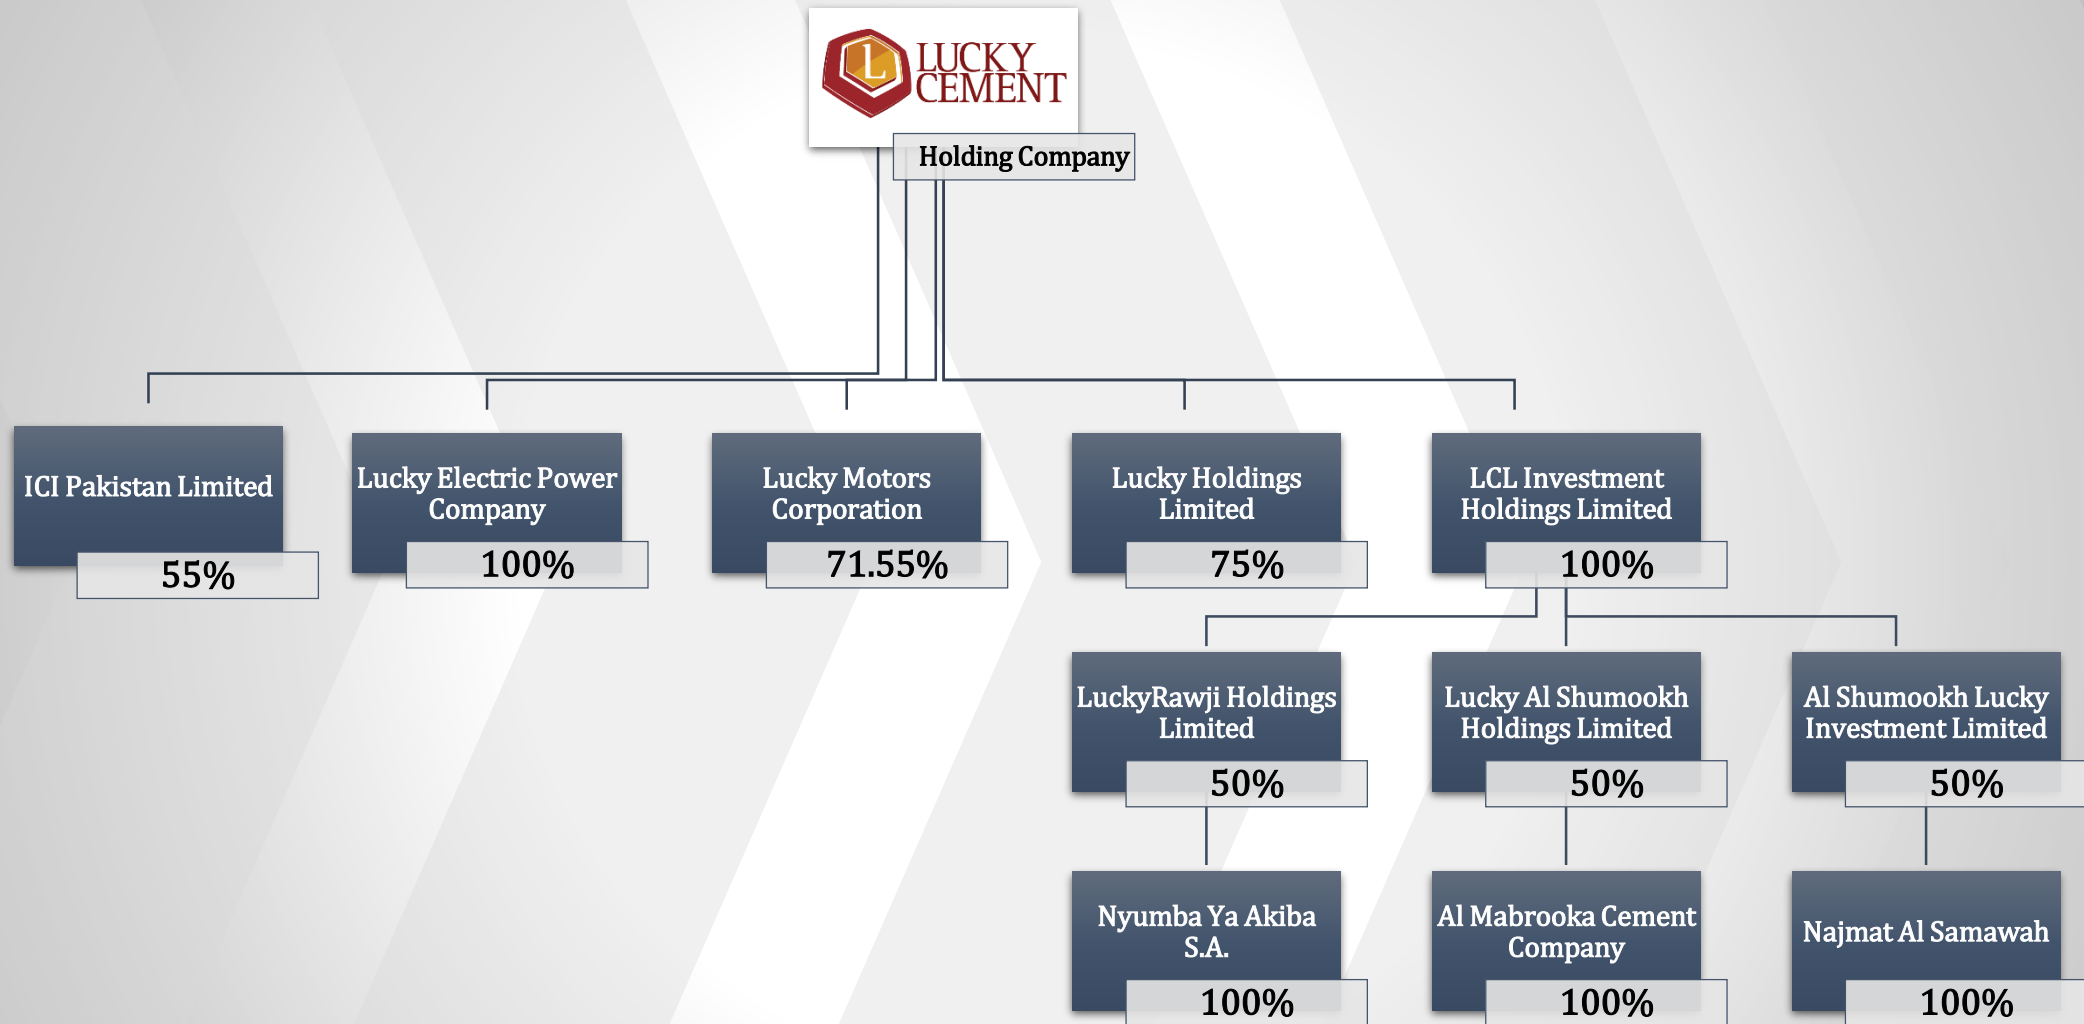 L
LUCKY
CEMENT
Holding Company
ICI Pakistan Limited
55%
Lucky Electric Power
Company
100%
Lucky Motors
Corporation
71.55%
Lucky Holdings
Limited
75%
LCL Investment
Holdings Limited
100%
LuckyRawji Holdings
Limited
50%
Lucky Al Shumookh
Holdings Limited
50%
Al Shumookh Lucky
Investment Limited
50%
Nyumba Ya Akiba
S.A.
100%
Al Mabrooka Cement
Company
100%
Najmat Al Samawah
100%